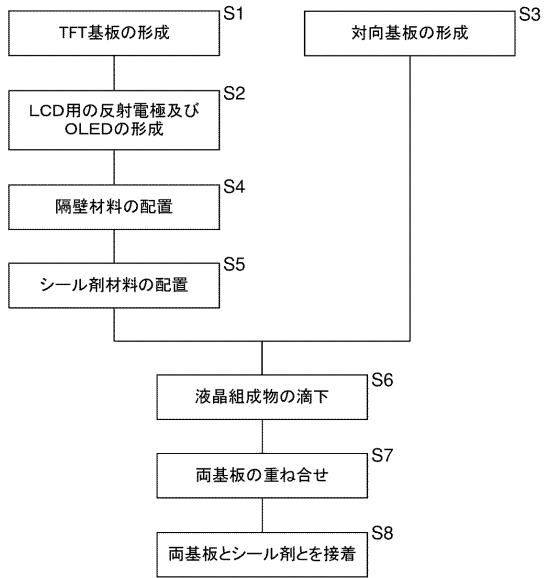 S1
TFT基板の形成
S3
対向基板の形成
S2
LCD用の反射電極及び
OLEDの形成
S4
隔壁材料の配置
S5
シール剤材料の配置
S6
液晶組成物の滴下
S7
両基板の重ね合せ
S8
両基板とシール剤とを接着